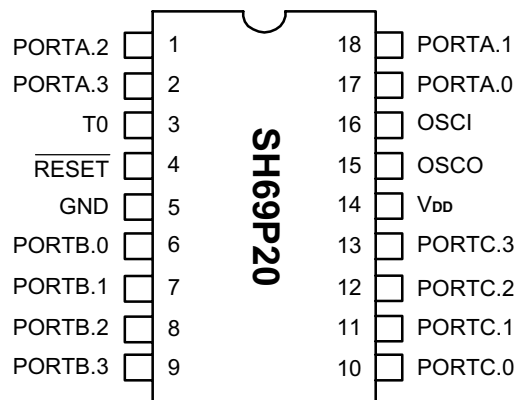 PORTA.2 1 18 PORTA.1
PORTA.3 2 17 PORTA.0
T0 3 16 OSCI
RESET 4 15 OSCO
GND 5 14 VDD
PORTB.0 6 13 PORTC.3
PORTB.1 7 12 PORTC.2
PORTB.2 8 11 PORTC.1
PORTB.3 9 10 PORTC.0
SH69P20